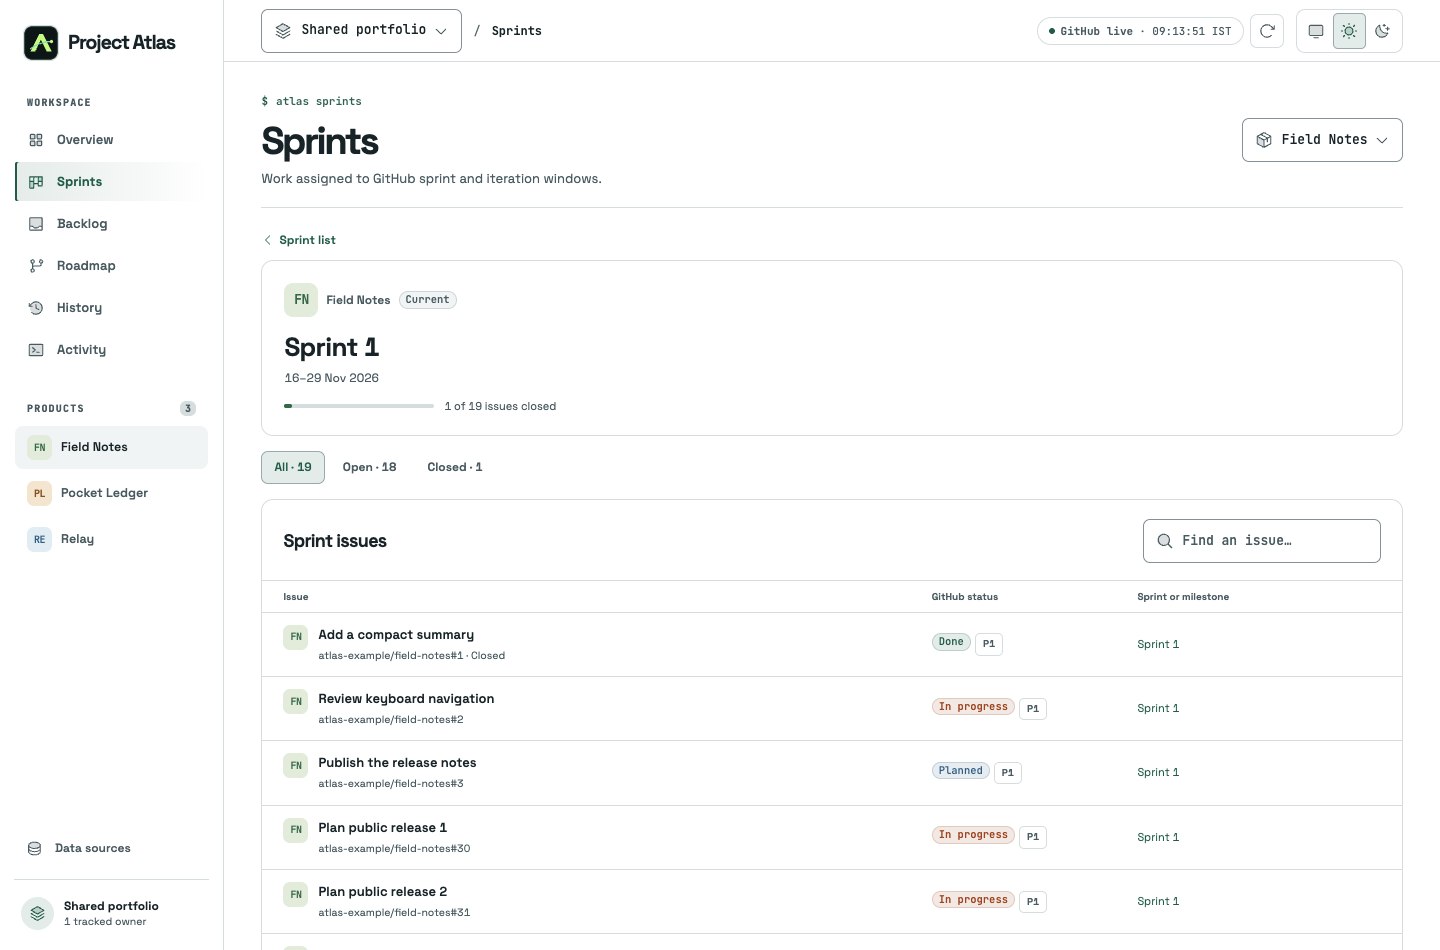 Project Atlas
WORKSPACE
Overview
Sprints
Backlog
Roadmap
History
Activity
PRODUCTS 3
FN Field Notes
PL Pocket Ledger
RE Relay
Data sources
Shared portfolio
1 tracked owner
Shared portfolio / Sprints
GitHub live · 09:13:51 IST
$ atlas sprints
Sprints
Work assigned to GitHub sprint and iteration windows.
Field Notes
Sprint list
FN Field Notes Current
Sprint 1
16–29 Nov 2026
1 of 19 issues closed
All · 19 Open · 18 Closed · 1
Sprint issues
Find an issue…
Issue GitHub status Sprint or milestone
FN Add a compact summary Done P1 Sprint 1
atlas-example/field-notes#1 · Closed
FN Review keyboard navigation In progress P1 Sprint 1
atlas-example/field-notes#2
FN Publish the release notes Planned P1 Sprint 1
atlas-example/field-notes#3
FN Plan public release 1 In progress P1 Sprint 1
atlas-example/field-notes#30
FN Plan public release 2 In progress P1 Sprint 1
atlas-example/field-notes#31